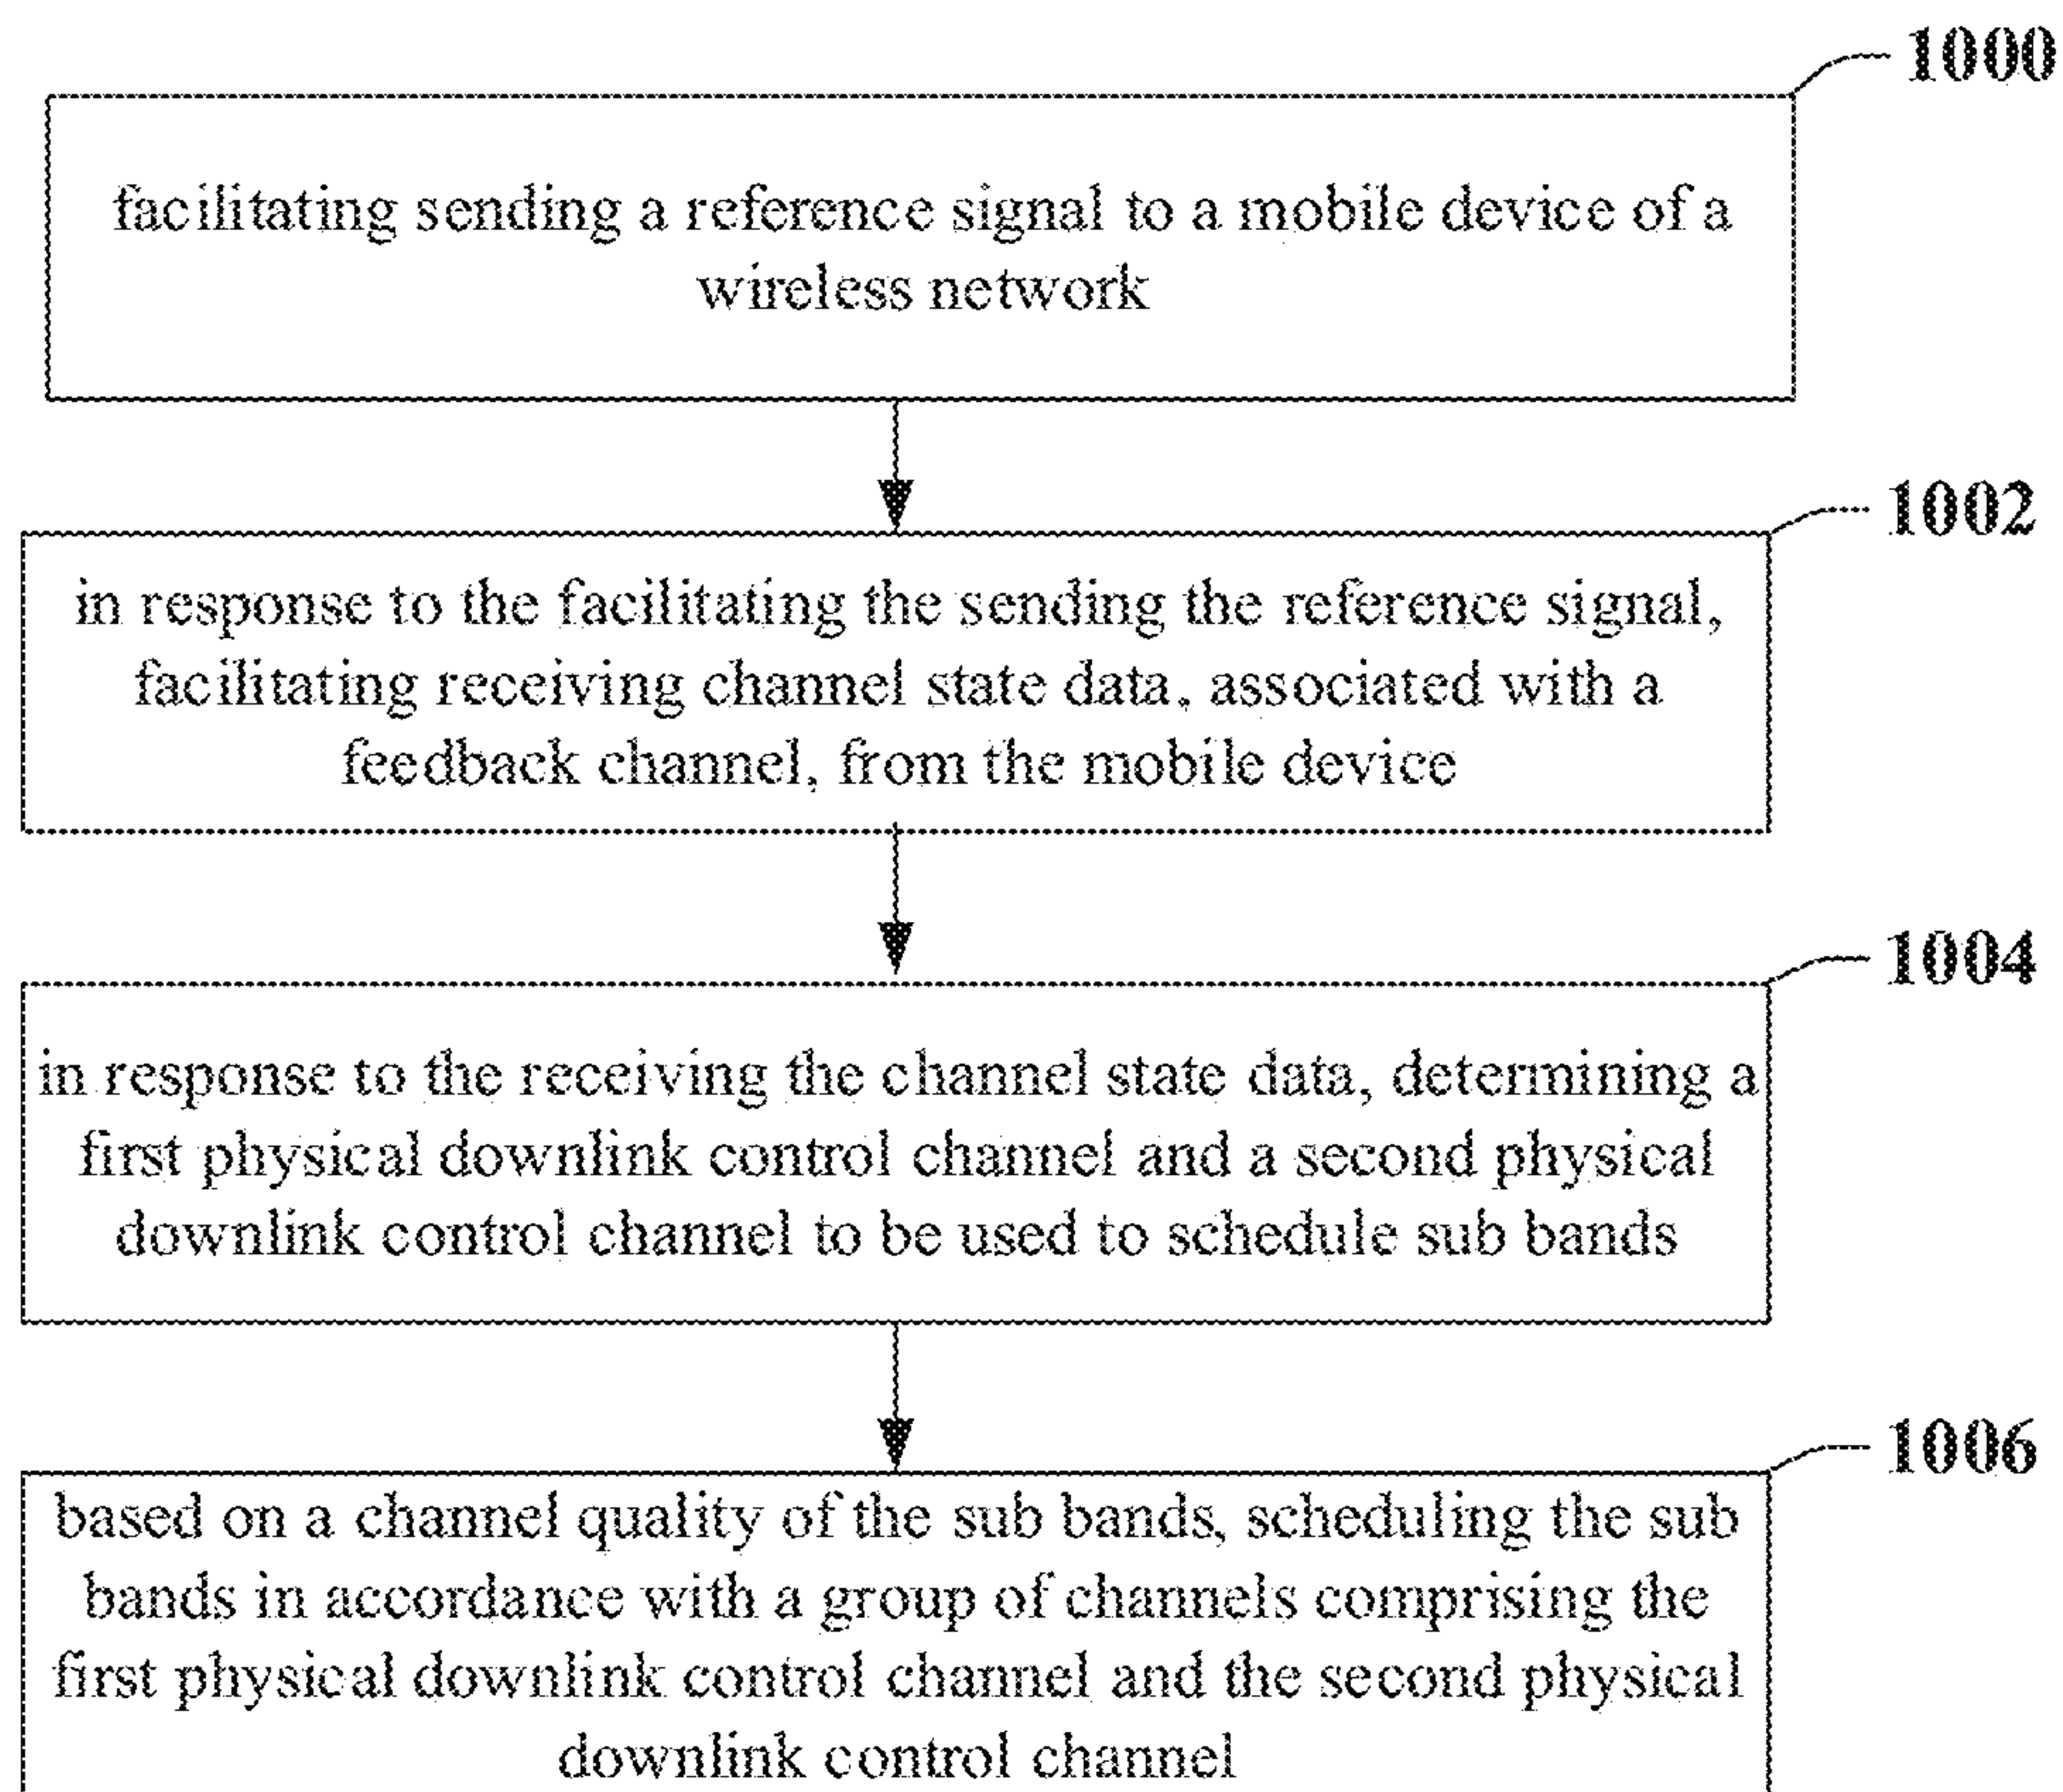 1000
facilitating sending a reference signal to a mobile device of a
wireless network
1002
in response to the facilitating the sending the reference signal,
facilitating receiving channel state data, associated with a
feedback channel, from the mobile device
1004
in response to the receiving the channel state data, determining a
first physical downlink control channel and a second physical
downlink control channel to be used to schedule sub bands
1006
based on a channel quality of the sub bands, scheduling the sub
bands in accordance with a group of channels comprising the
first physical downlink control channel and the second physical
downlink control channel